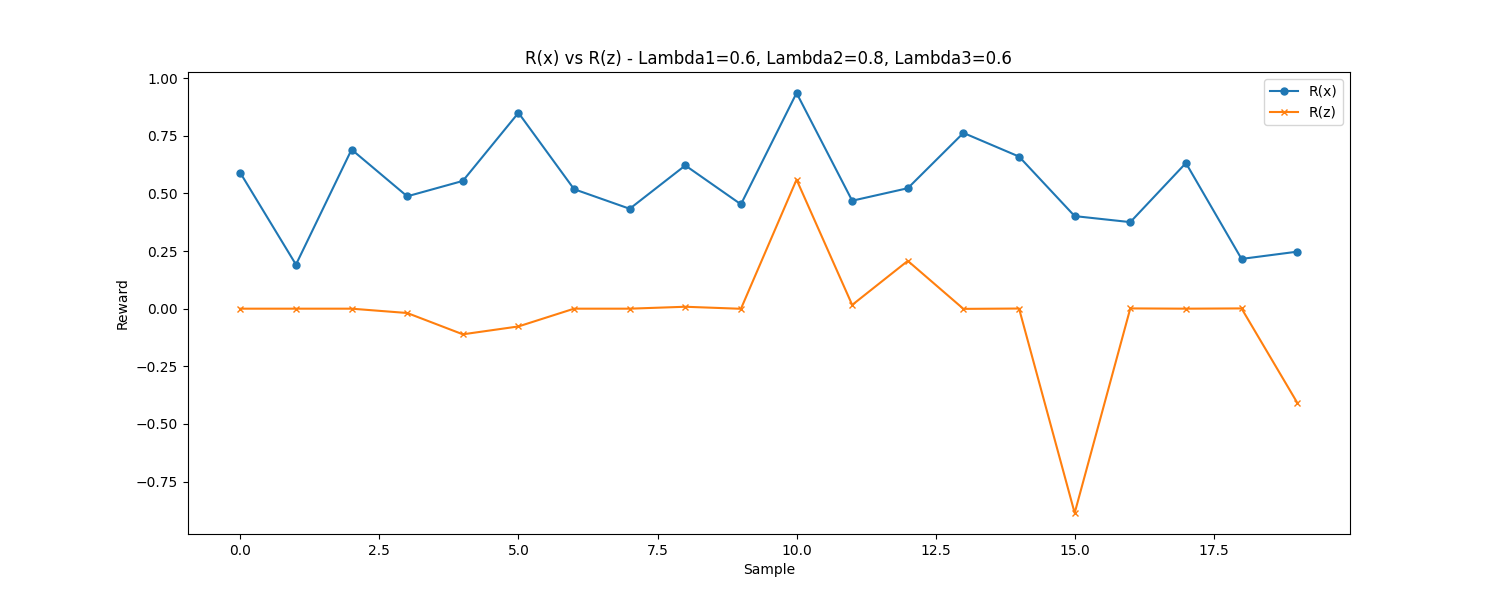 R(x) vs R(z) - Lambda1=0.6, Lambda2=0.8, Lambda3=0.6
R(x)
R(z)
Reward
1.00
0.75
0.50
0.25
0.00
−0.25
−0.50
−0.75
0.0 2.5 5.0 7.5 10.0 12.5 15.0 17.5
Sample